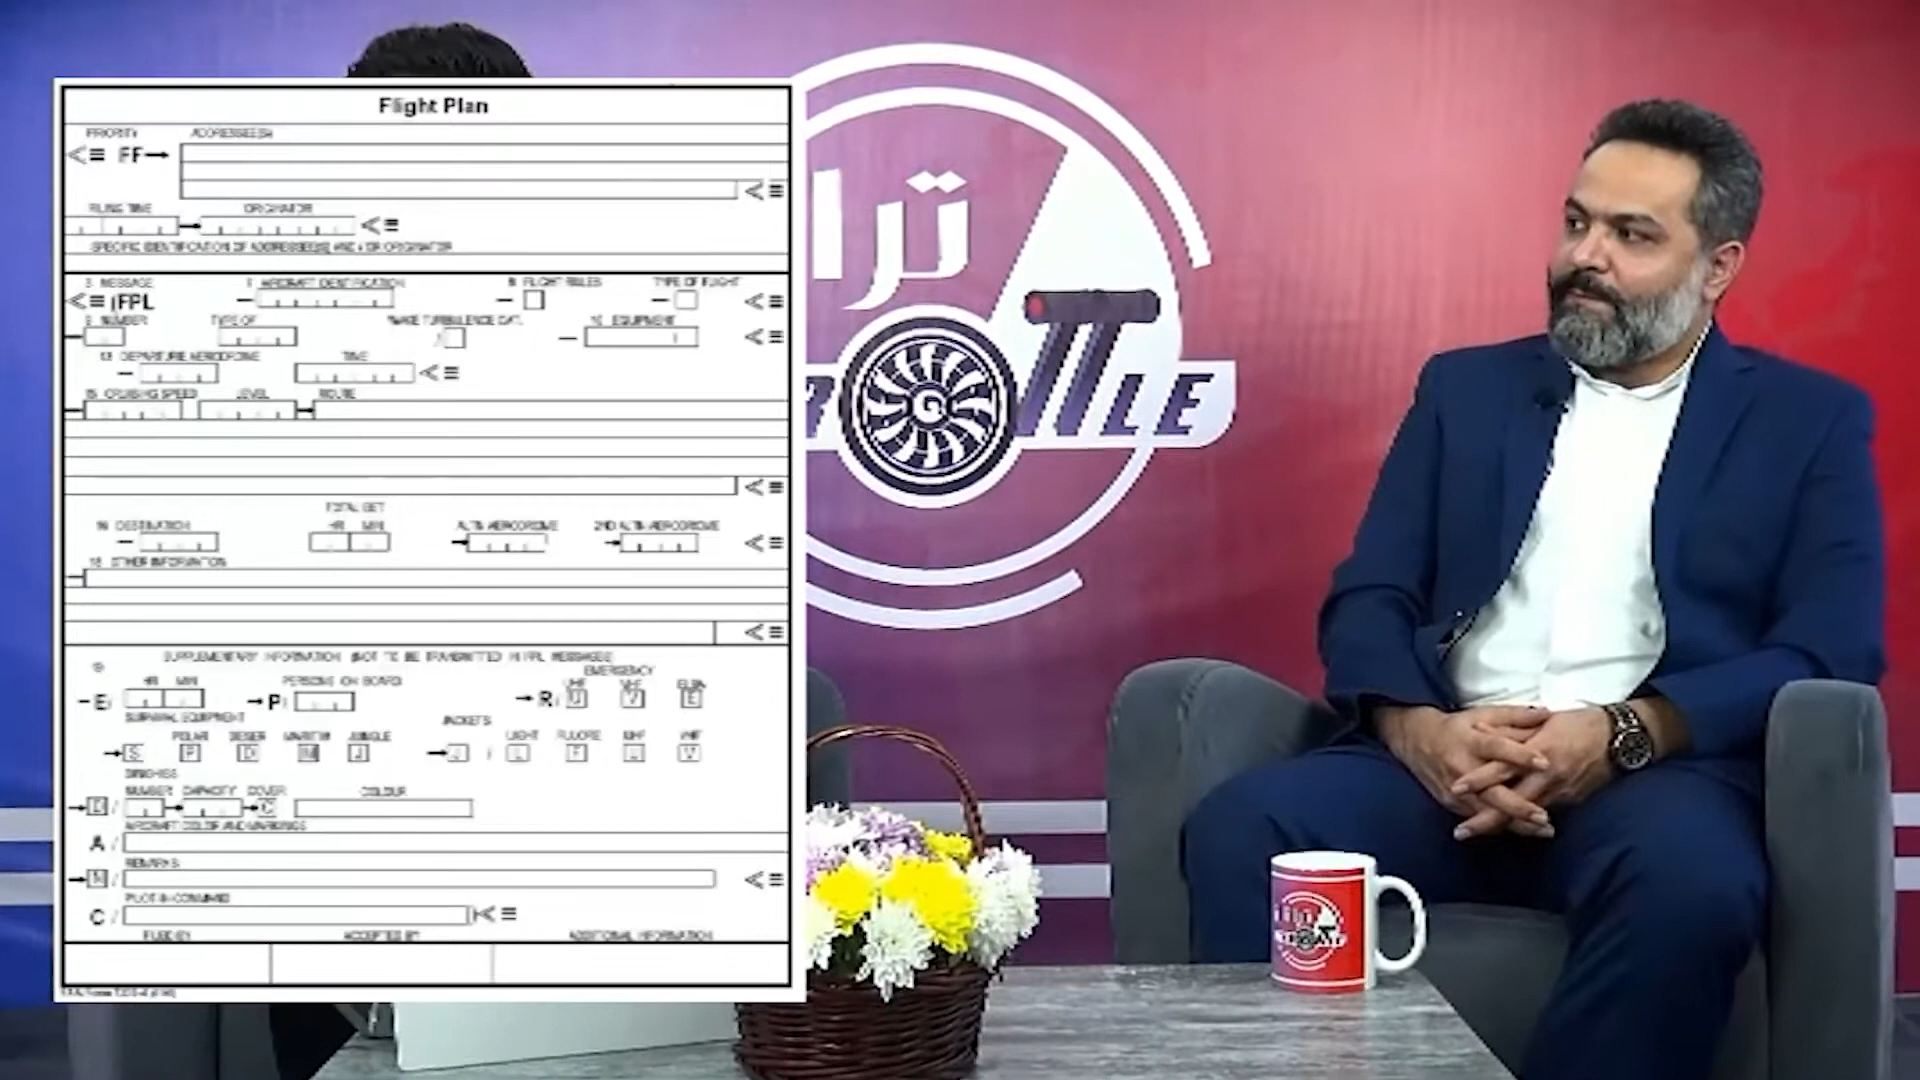 Flight Plan
PRIORITY ADDRESSEE(S)
<≡ FF→
<≡
FILING TIME ORIGINATOR
<≡
SPECIFIC IDENTIFICATION OF ADDRESSEE(S) AND / OR ORIGINATOR
3 MESSAGE 7 AIRCRAFT IDENTIFICATION 8 FLIGHT RULES TYPE OF FLIGHT
<≡ (FPL <≡
9 NUMBER TYPE OF WAKE TURBULENCE CAT. 10 EQUIPMENT
<≡
13 DEPARTURE AERODROME TIME
<≡
15 CRUISING SPEED LEVEL ROUTE
<≡
TOTAL EET
16 DESTINATION HR MIN ALTN AERODROME 2ND ALTN AERODROME
<≡
18 OTHER INFORMATION
<≡
SUPPLEMENTARY INFORMATION (NOT TO BE TRANSMITTED IN FPL MESSAGES)
19 EMERGENCY
HR MIN PERSONS ON BOARD UHF VHF ELBA
E/ →P/ →R/ U V E
SURVIVAL EQUIPMENT JACKETS
POLAR DESERT MARITIME JUNGLE LIGHT FLUORES UHF VHF
→S P D M J →J / L F U V
DINGHIES
NUMBER CAPACITY COVER COLOUR
→D / → → C
AIRCRAFT COLOR AND MARKINGS
A /
REMARKS
→N / <≡
PILOT-IN-COMMAND
C / <≡
FILED BY ACCEPTED BY ADDITIONAL INFORMATION
ترا
TTLE